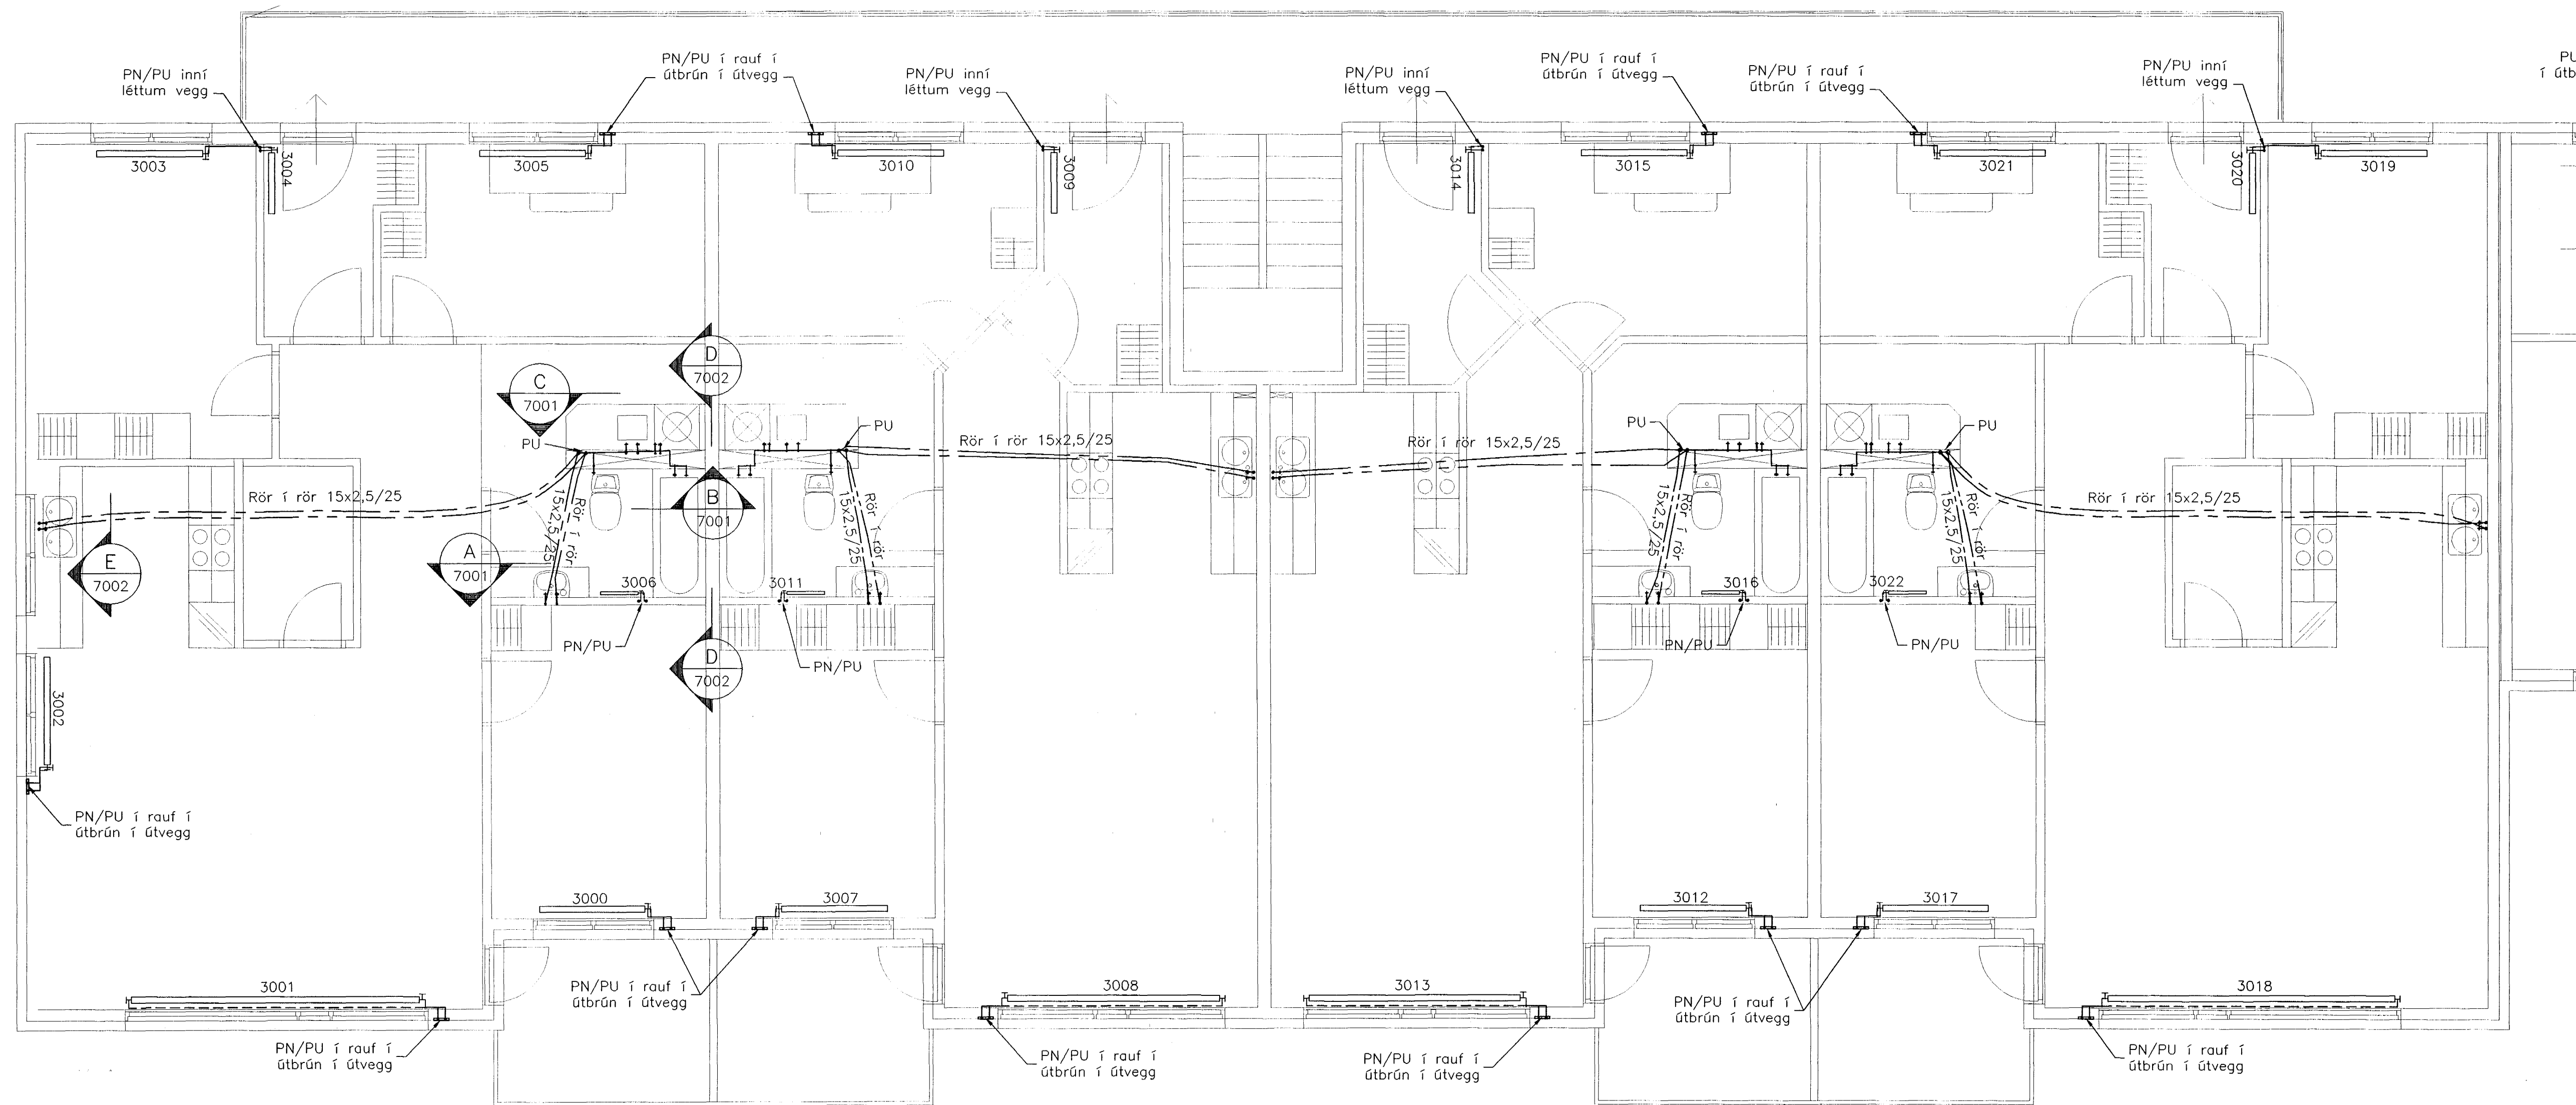 PN/PU inní
léttum vegg
PN/PU í rauf í
útbrún í útvegg
PN/PU inní
léttum vegg
PN/PU inní
léttum vegg
PN/PU í rauf í
útbrún í útvegg
PN/PU í rauf í
útbrún í útvegg
PN/PU inní
léttum vegg
PU
í útb
3003
3004
3005
3010
3009
3014
3015
3021
3020
3019
D
7002
C
7001
PU
PU
PU
PU
Rör í rör 15x2,5/25
Rör í rör 15x2,5/25
Rör í rör 15x2,5/25
Rör í rör 15x2,5/25
B
7001
Rör í rör
15x2,5/25
Rör í rör
15x2,5/25
Rör í rör
15x2,5/25
Rör í rör
15x2,5/25
E
7002
A
7001
3006
3011
3016
3022
PN/PU
PN/PU
PN/PU
PN/PU
D
7002
3002
PN/PU í rauf í
útbrún í útvegg
3000
3007
3012
3017
PN/PU í rauf í
útbrún í útvegg
PN/PU í rauf í
útbrún í útvegg
3001
3008
3013
3018
PN/PU í rauf í
útbrún í útvegg
PN/PU í rauf í
útbrún í útvegg
PN/PU í rauf í
útbrún í útvegg
PN/PU í rauf í
útbrún í útvegg